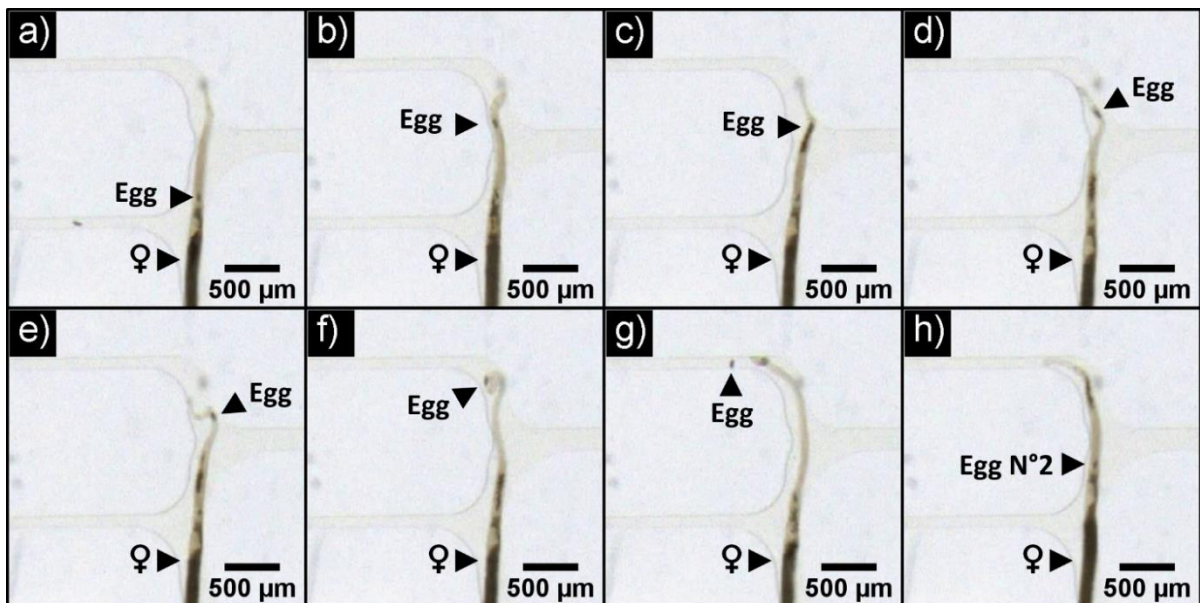 a)
Egg ►
♀ ►
500 µm
b)
Egg ►
♀ ►
500 µm
c)
Egg ►
♀ ►
500 µm
d)
Egg
♀ ►
500 µm
e)
Egg
♀ ►
500 µm
f)
Egg
♀ ►
500 µm
g)
Egg
♀ ►
500 µm
h)
Egg N°2 ►
♀ ►
500 µm